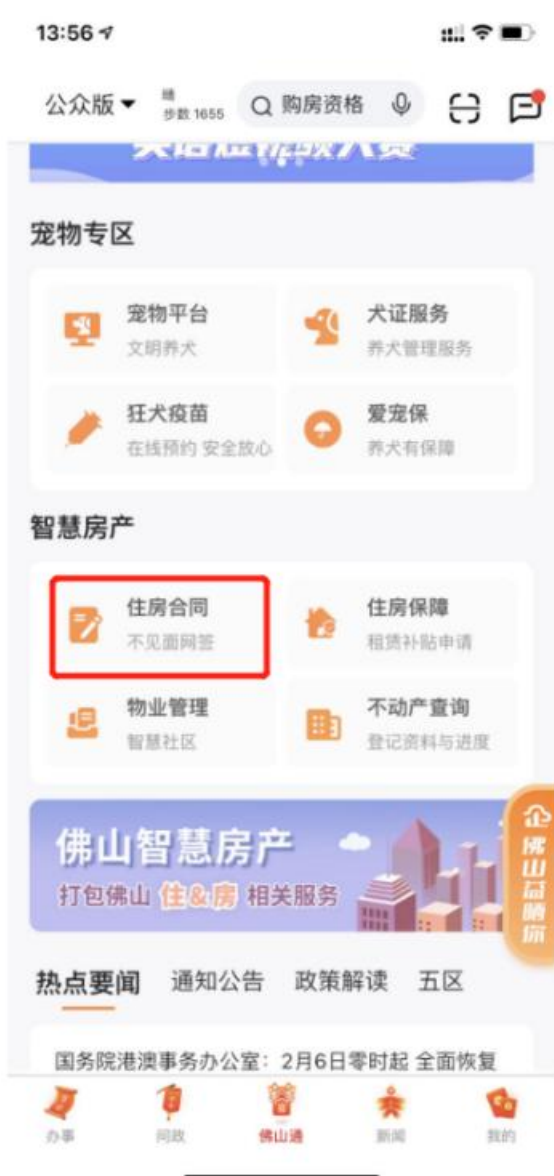 13:56
公众版
晴
步数 1655
购房资格
宠物专区
宠物平台
文明养犬
犬证服务
养犬管理服务
狂犬疫苗
在线预约 安全放心
爱宠保
养犬有保障
智慧房产
住房合同
不见面网签
住房保障
租赁补贴申请
物业管理
智慧社区
不动产查询
登记资料与进度
佛山智慧房产
打包佛山 住&房 相关服务
佛山益晒你
热点要闻 通知公告 政策解读 五区
国务院港澳事务办公室：2月6日零时起 全面恢复
办事
问政
佛山通
新闻
我的